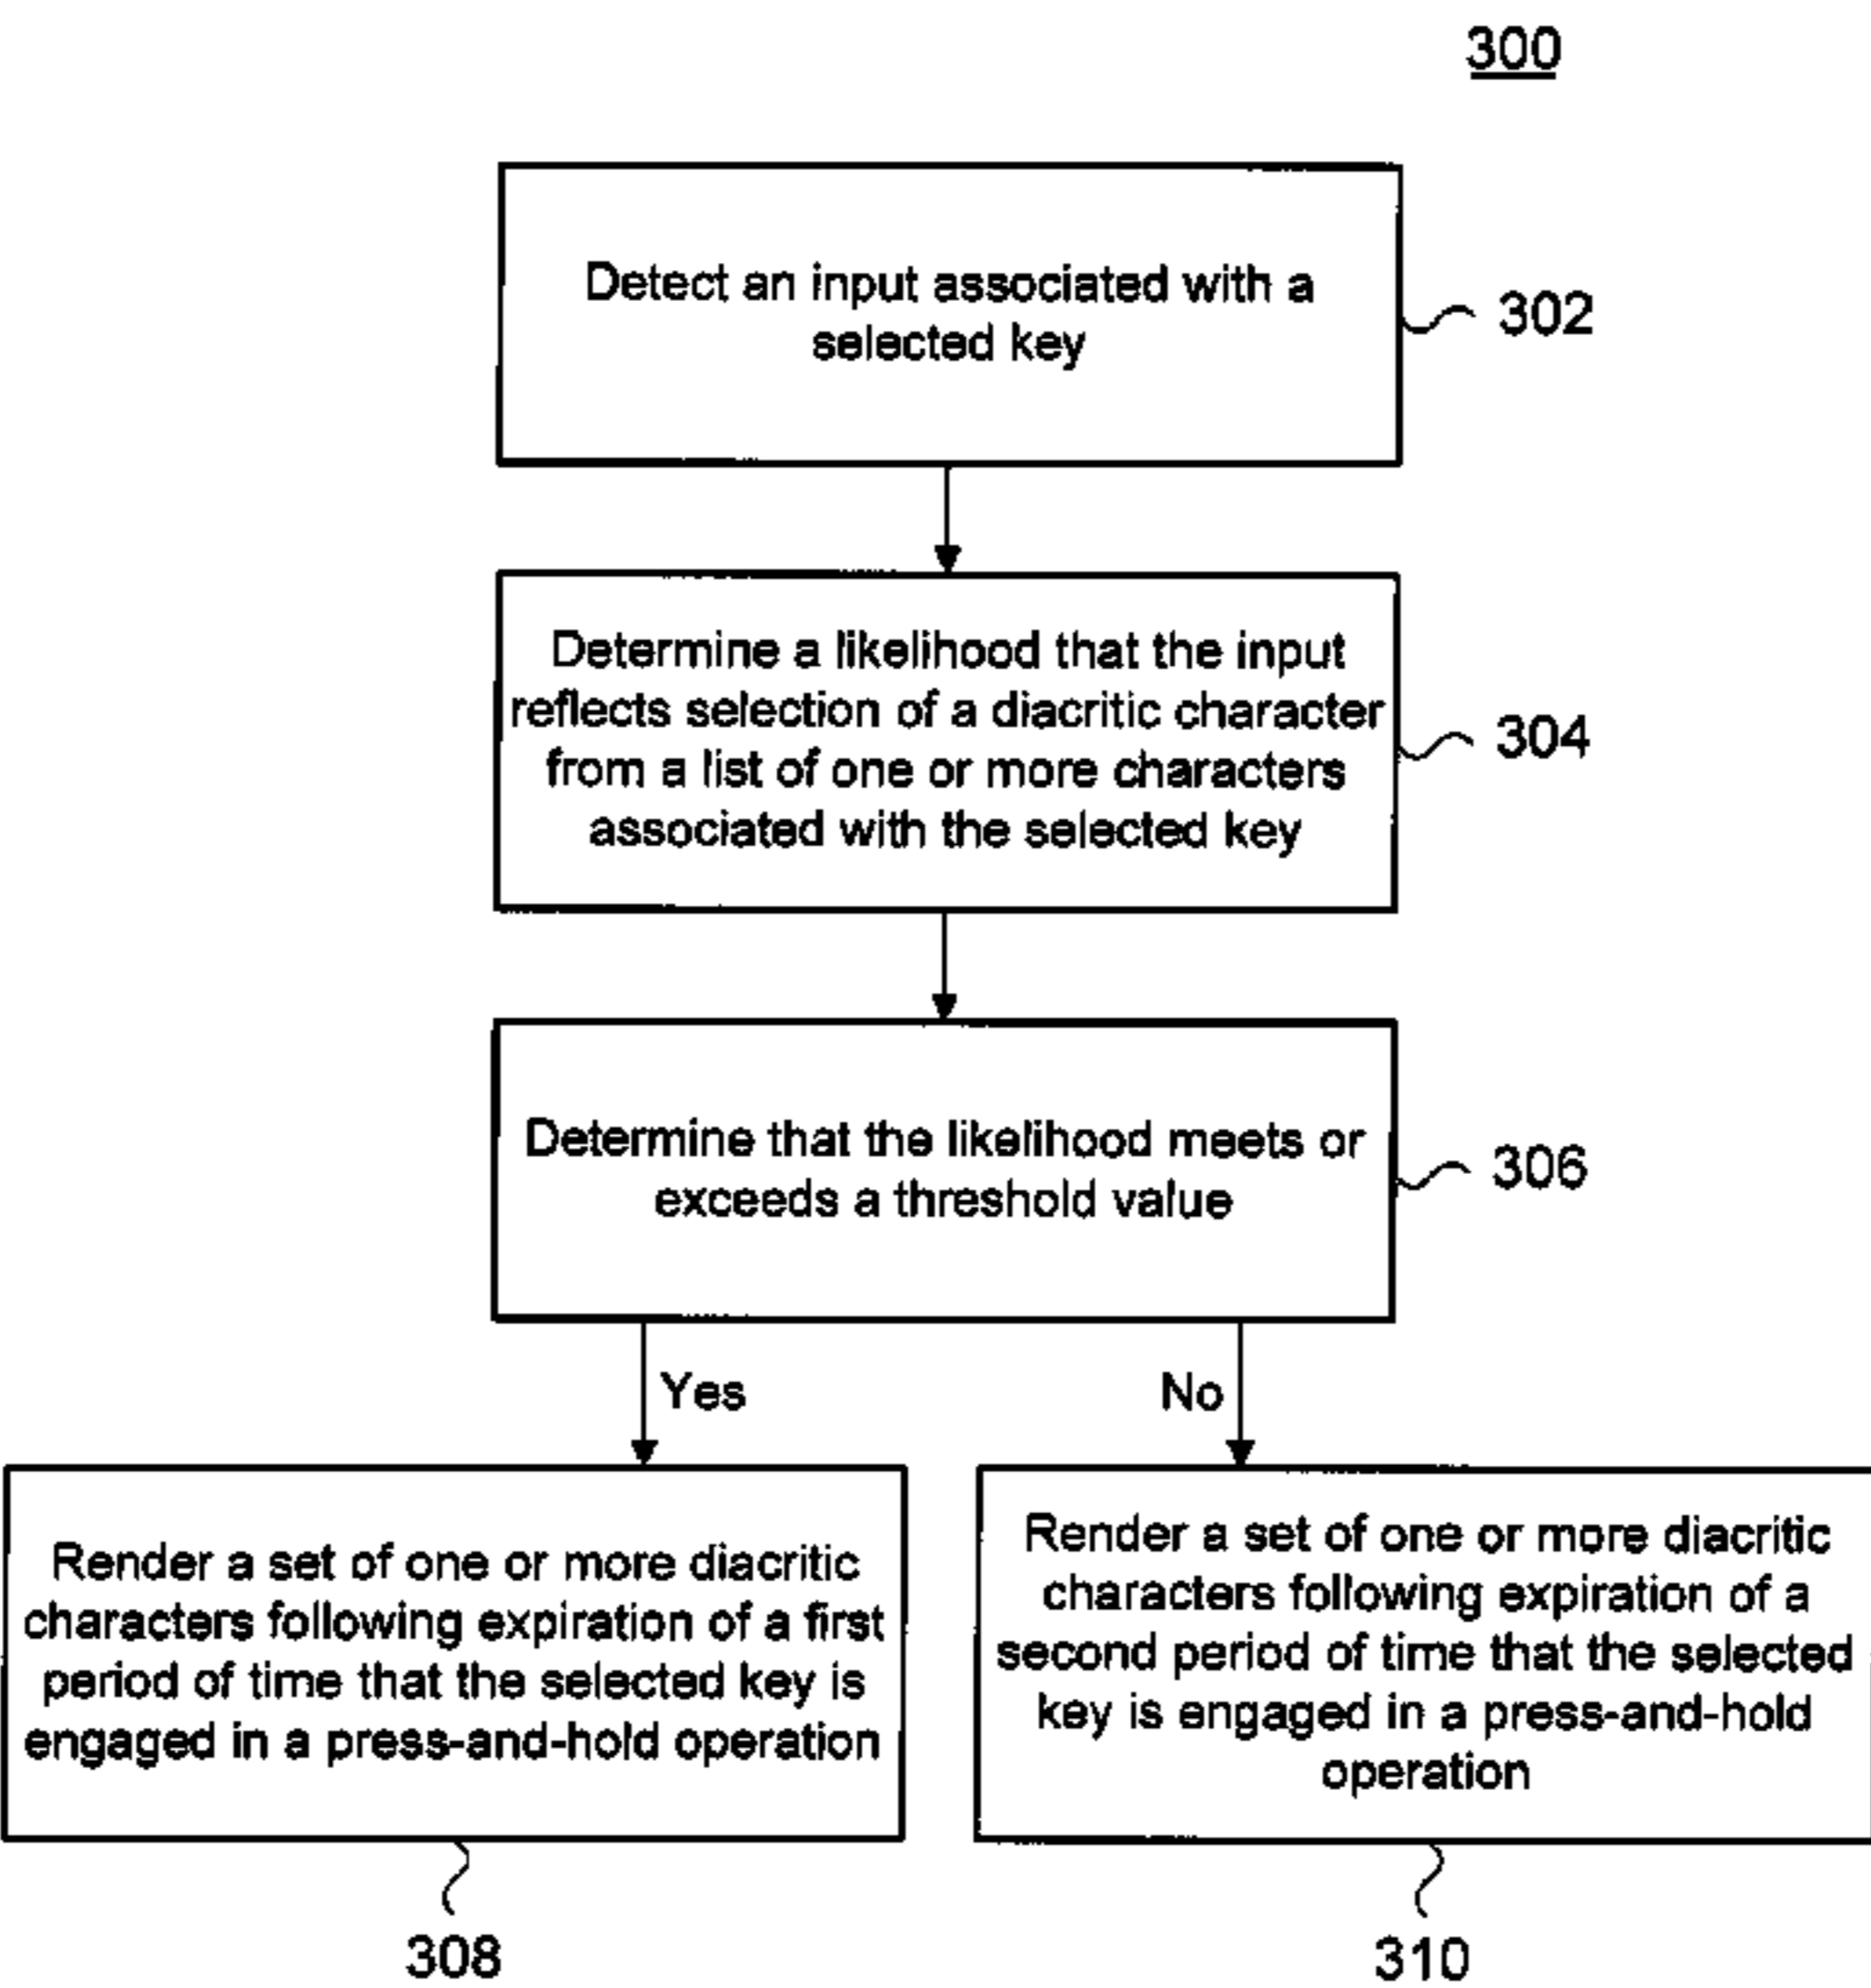 300
Detect an input associated with a
selected key
302
Determine a likelihood that the input
reflects selection of a diacritic character
from a list of one or more characters
associated with the selected key
304
Determine that the likelihood meets or
exceeds a threshold value
306
Yes
No
Render a set of one or more diacritic
characters following expiration of a first
period of time that the selected key is
engaged in a press-and-hold operation
Render a set of one or more diacritic
characters following expiration of a
second period of time that the selected
key is engaged in a press-and-hold
operation
308
310